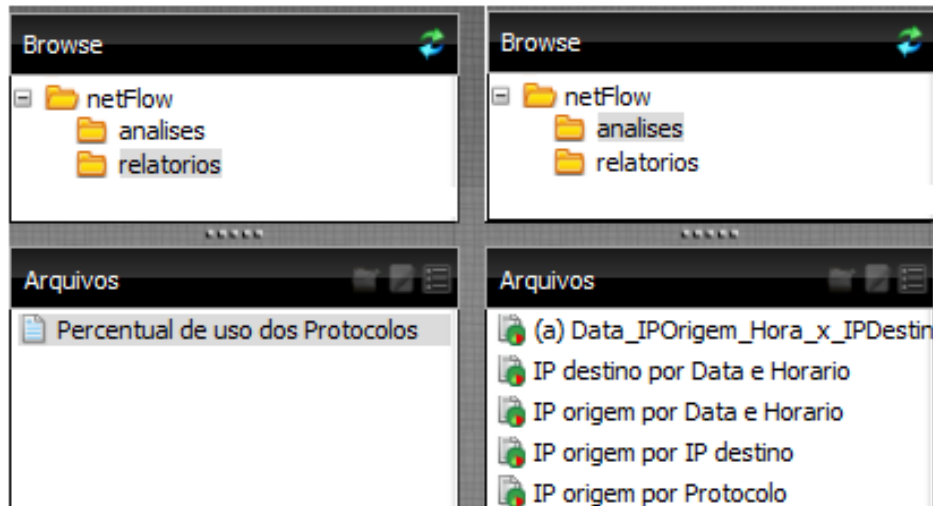 Browse
netFlow
analises
relatorios
Arquivos
Percentual de uso dos Protocolos
Browse
netFlow
analises
relatorios
Arquivos
(a) Data_IPOrigem_Hora_x_IPDestin
IP destino por Data e Horario
IP origem por Data e Horario
IP origem por IP destino
IP origem por Protocolo